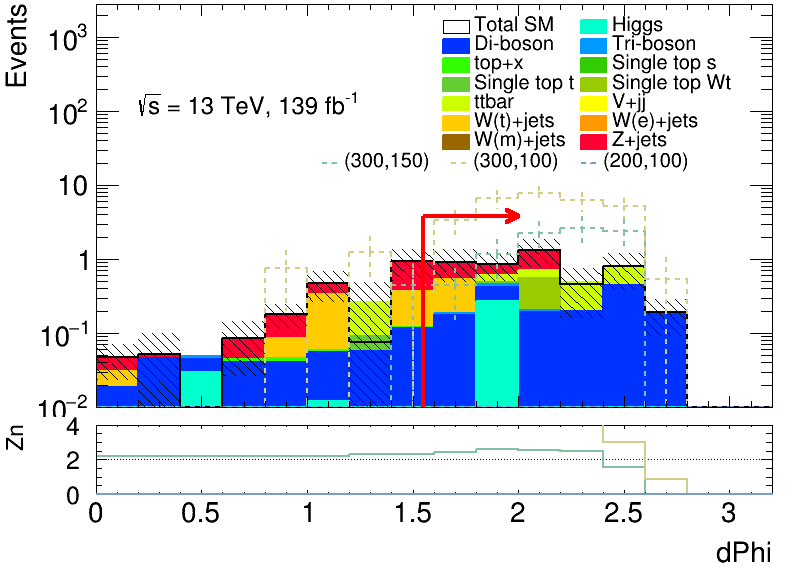 Events
10³
10²
10
1
10⁻¹
10⁻²
Total SM Higgs
Di-boson Tri-boson
top+x Single top s
Single top t Single top Wt
ttbar V+jj
W(t)+jets W(e)+jets
W(m)+jets Z+jets
(300,150) (300,100) (200,100)
√s = 13 TeV, 139 fb⁻¹
Zn
4
2
0
0 0.5 1 1.5 2 2.5 3
dPhi